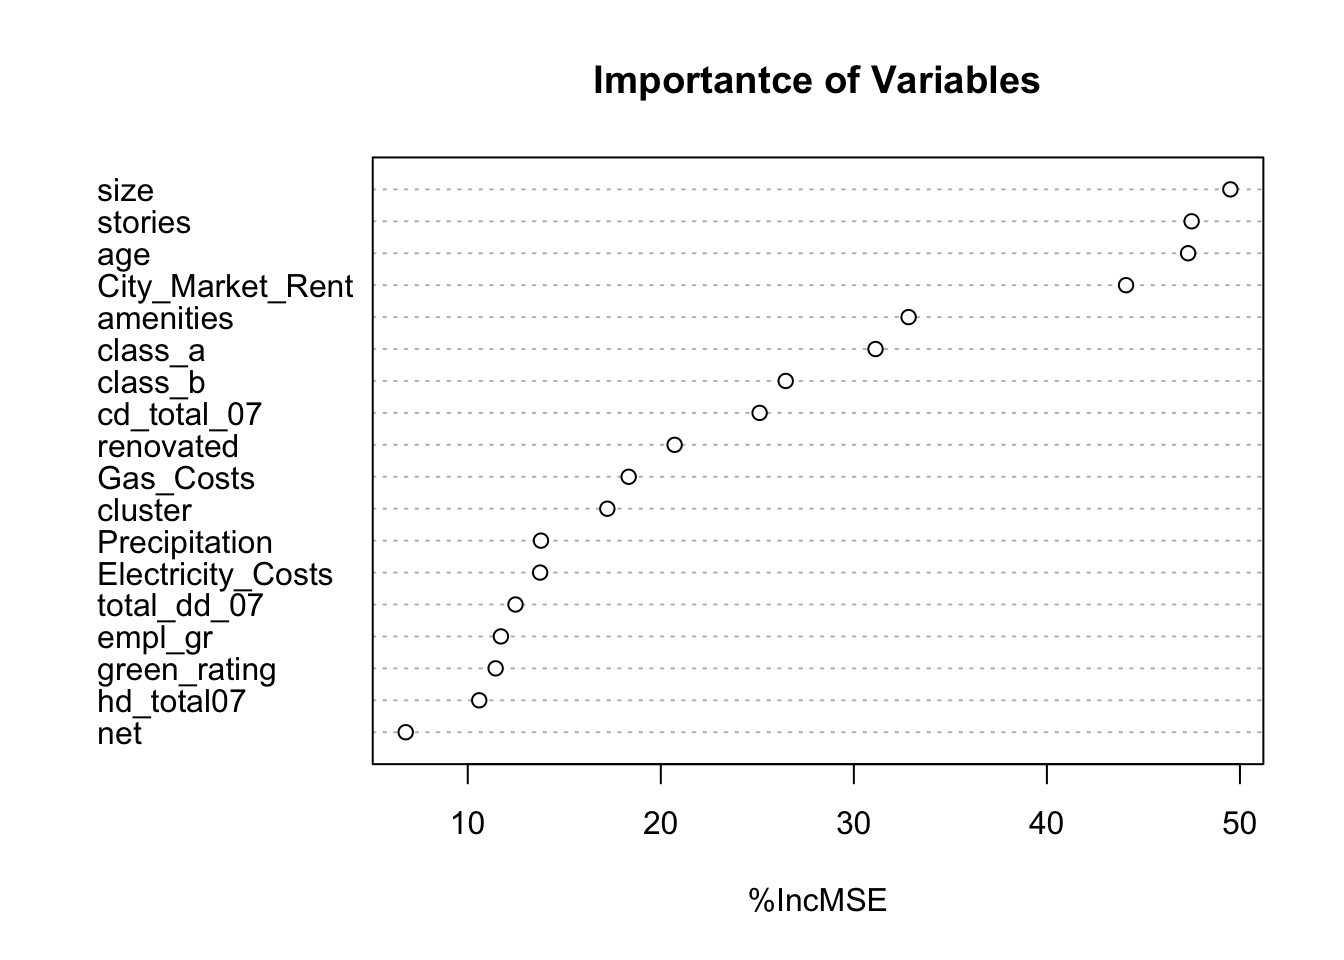 Importantce of Variables
size
stories
age
City_Market_Rent
amenities
class_a
class_b
cd_total_07
renovated
Gas_Costs
cluster
Precipitation
Electricity_Costs
total_dd_07
empl_gr
green_rating
hd_total07
net
10 20 30 40 50
%IncMSE